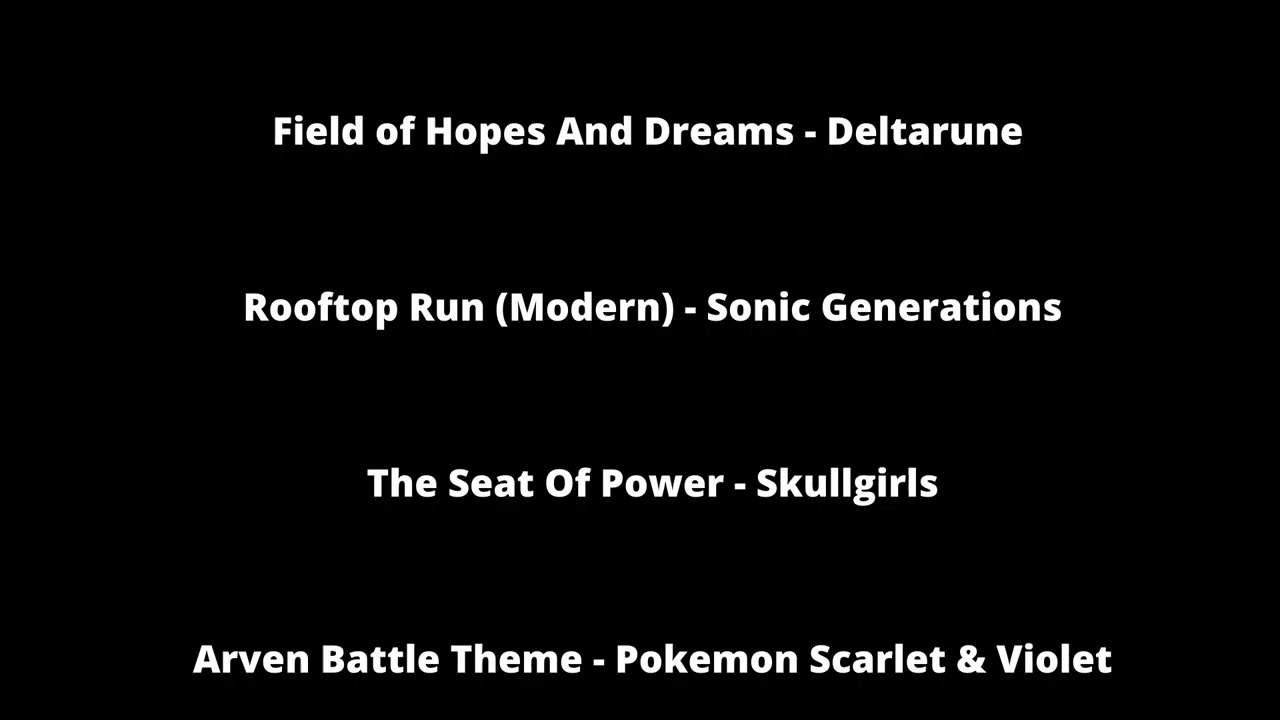 Field of Hopes And Dreams - Deltarune
Rooftop Run (Modern) - Sonic Generations
The Seat Of Power - Skullgirls
Arven Battle Theme - Pokemon Scarlet & Violet